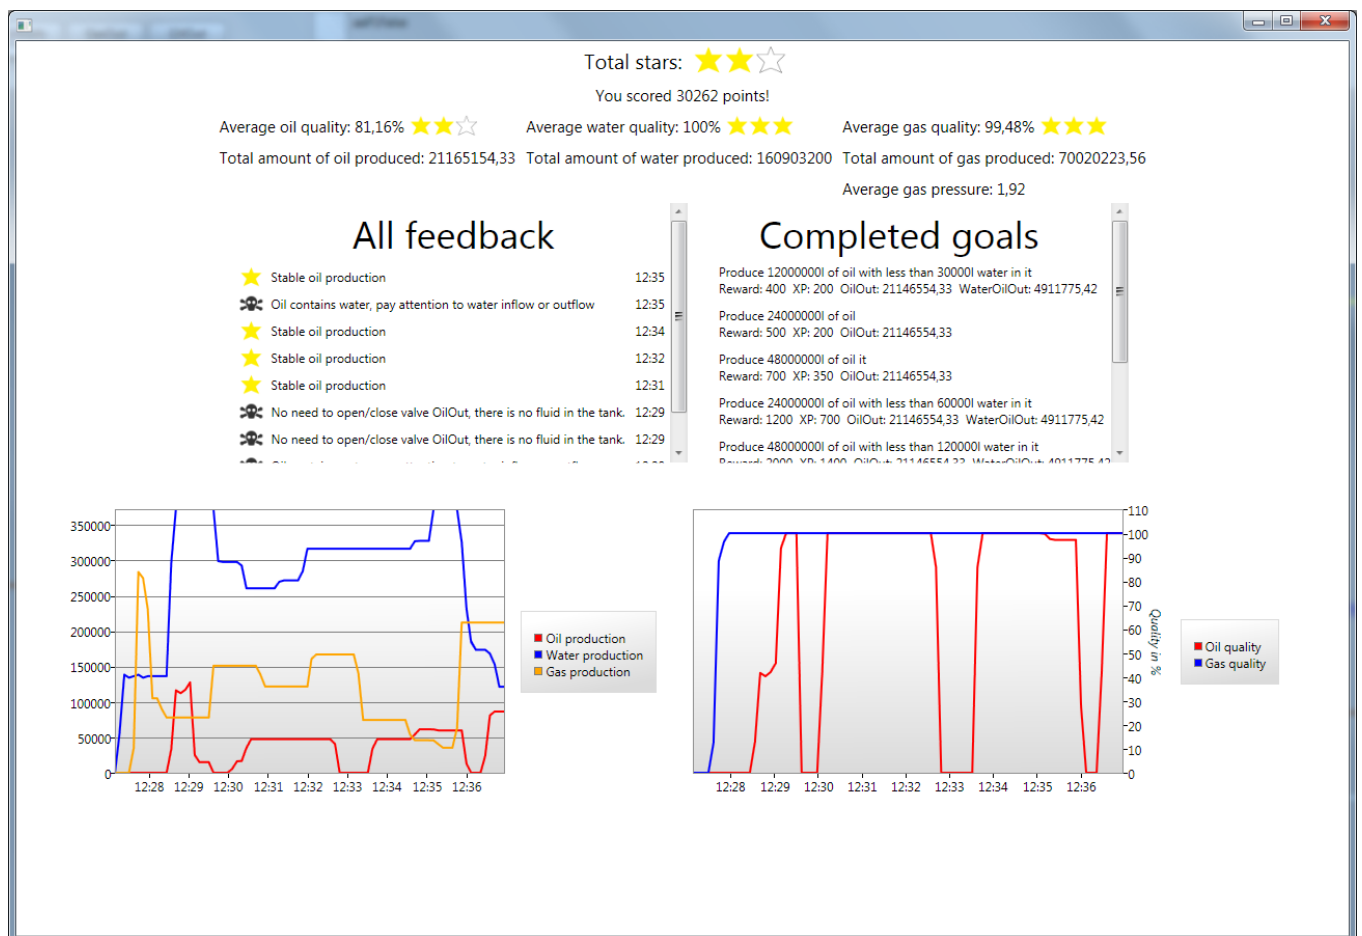 Total stars:
You scored 30262 points!
Average oil quality: 81,16%
Average water quality: 100%
Average gas quality: 99,48%
Total amount of oil produced: 21165154,33
Total amount of water produced: 160903200
Total amount of gas produced: 70020223,56
Average gas pressure: 1,92
All feedback
Stable oil production 12:35
Oil contains water, pay attention to water inflow or outflow 12:35
Stable oil production 12:34
Stable oil production 12:32
Stable oil production 12:31
No need to open/close valve OilOut, there is no fluid in the tank. 12:29
No need to open/close valve OilOut, there is no fluid in the tank. 12:29
Completed goals
Produce 12000000l of oil with less than 30000l water in it
Reward: 400 XP: 200 OilOut: 21146554,33 WaterOilOut: 4911775,42
Produce 24000000l of oil
Reward: 500 XP: 200 OilOut: 21146554,33
Produce 48000000l of oil it
Reward: 700 XP: 350 OilOut: 21146554,33
Produce 24000000l of oil with less than 60000l water in it
Reward: 1200 XP: 700 OilOut: 21146554,33 WaterOilOut: 4911775,42
Produce 48000000l of oil with less than 120000l water in it
Reward: 2000 XP: 1400 OilOut: 21146554,33 WaterOilOut: 4911775,42
350000
300000
250000
200000
150000
100000
50000
0
12:28 12:29 12:30 12:31 12:32 12:33 12:34 12:35 12:36
Oil production
Water production
Gas production
110
100
90
80
70
60
50
40
30
20
10
0
Quality in %
12:28 12:29 12:30 12:31 12:32 12:33 12:34 12:35 12:36
Oil quality
Gas quality